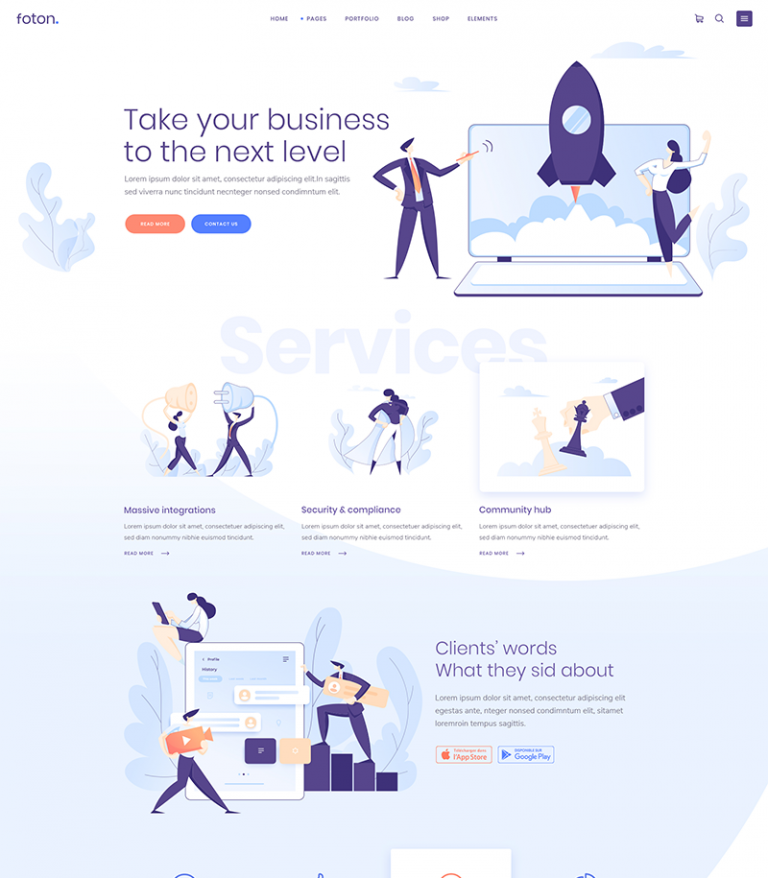 foton.
HOME
PAGES
PORTFOLIO
BLOG
SHOP
ELEMENTS
Take your business
to the next level
Lorem ipsum dolor sit amet, consectetur adipiscing elit.In sagittis
sed viverra nunc tincidunt necnteger nonsed condimntum elit.
READ MORE
CONTACT US
Services
Massive integrations
Lorem ipsum dolor sit amet, consectetuer adipiscing elit,
sed diam nonummy nibhie euismod tincidunt.
READ MORE
Security & compliance
Lorem ipsum dolor sit amet, consectetuer adipiscing elit,
sed diam nonummy nibhie euismod tincidunt.
READ MORE
Community hub
Lorem ipsum dolor sit amet, consectetuer adipiscing elit,
sed diam nonummy nibhie euismod tincidunt.
READ MORE
Profile
History
Clients' words
What they sid about
Lorem ipsum dolor sit amet, consectetur adipiscing elit
egestas ante, nteger nonsed condimntum elit, sitamet
loremroin tempus sagittis.
Télécharger dans
l'App Store
DISPONIBLE SUR
Google Play